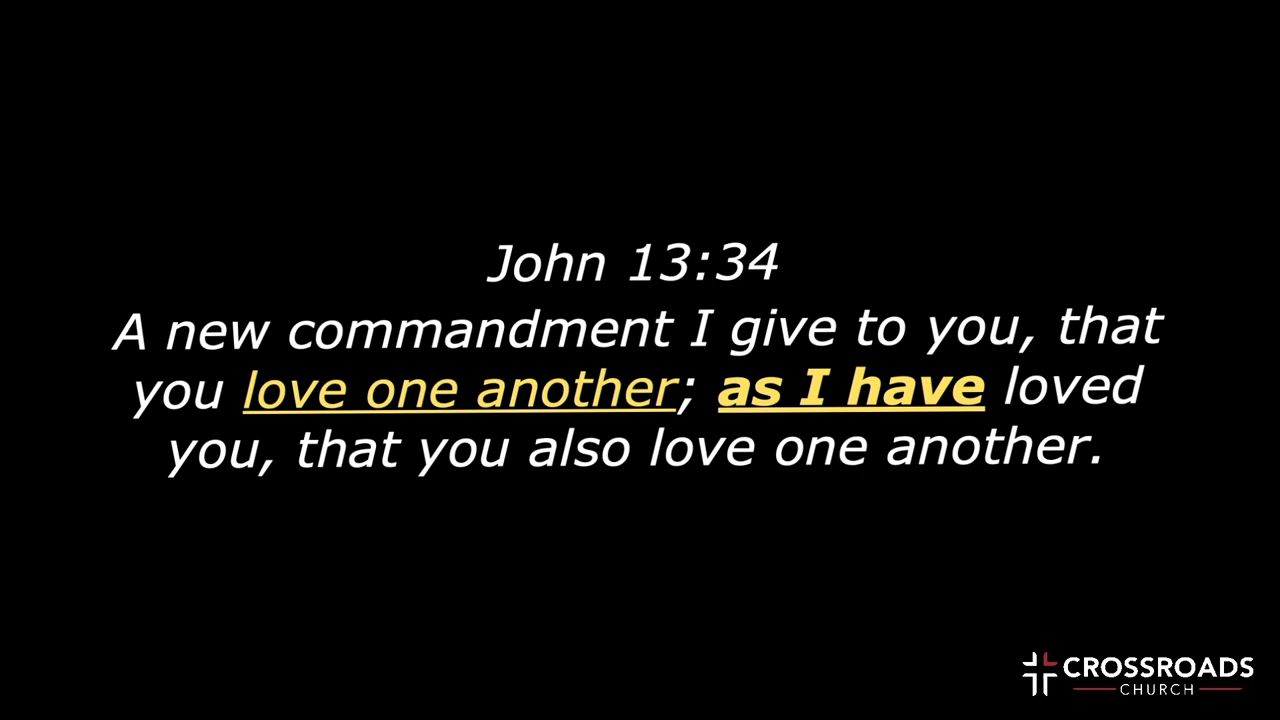 John 13:34
A new commandment I give to you, that
you love one another; as I have loved
you, that you also love one another.
CROSSROADS
CHURCH